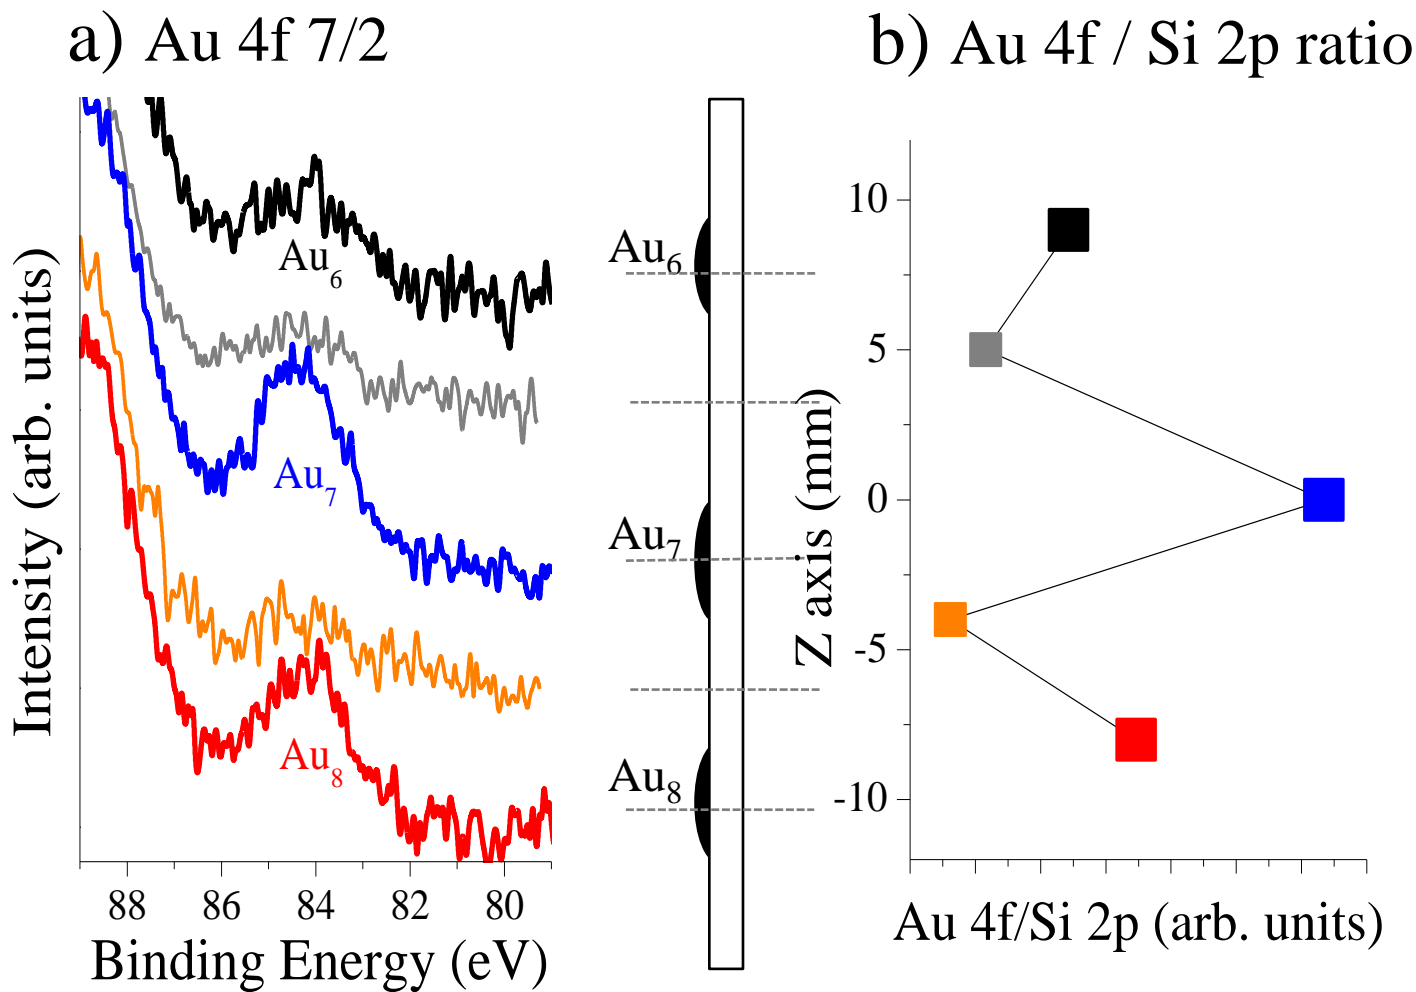 a) Au 4f 7/2
b) Au 4f / Si 2p ratio
Intensity (arb. units)
Au6
Au7
Au8
88 86 84 82 80
Binding Energy (eV)
Au6
Au7
Au8
Z axis (mm)
10
5
0
-5
-10
Au 4f/Si 2p (arb. units)